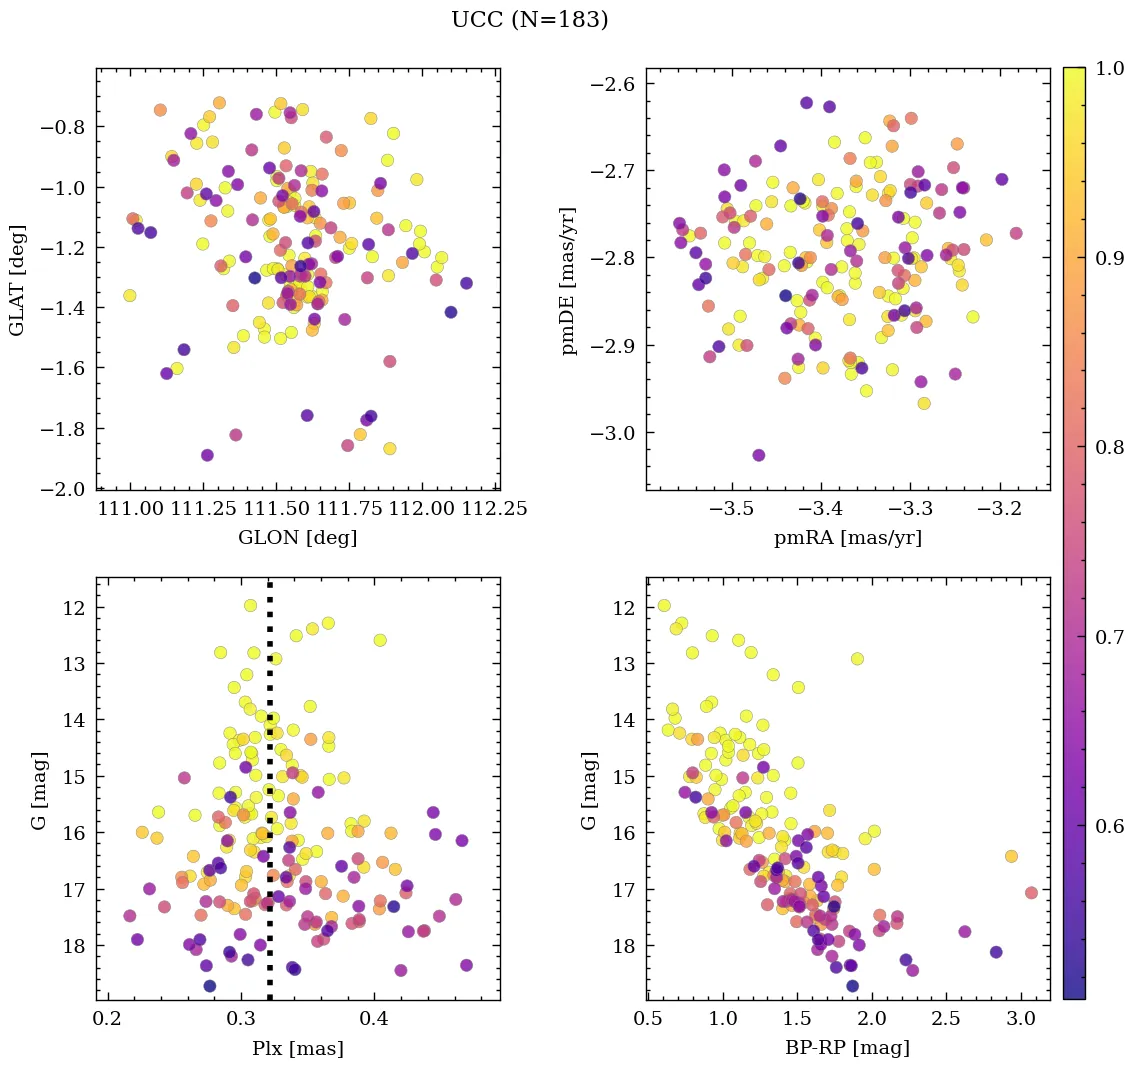 UCC (N=183)
−0.8
−1.0
−1.2
−1.4
−1.6
−1.8
−2.0
GLAT [deg]
111.00 111.25 111.50 111.75 112.00 112.25
GLON [deg]
−2.6
−2.7
−2.8
−2.9
−3.0
pmDE [mas/yr]
−3.5 −3.4 −3.3 −3.2
pmRA [mas/yr]
1.0
0.9
0.8
0.7
0.6
12
13
14
15
16
17
18
G [mag]
0.2 0.3 0.4
Plx [mas]
12
13
14
15
16
17
18
G [mag]
0.5 1.0 1.5 2.0 2.5 3.0
BP-RP [mag]